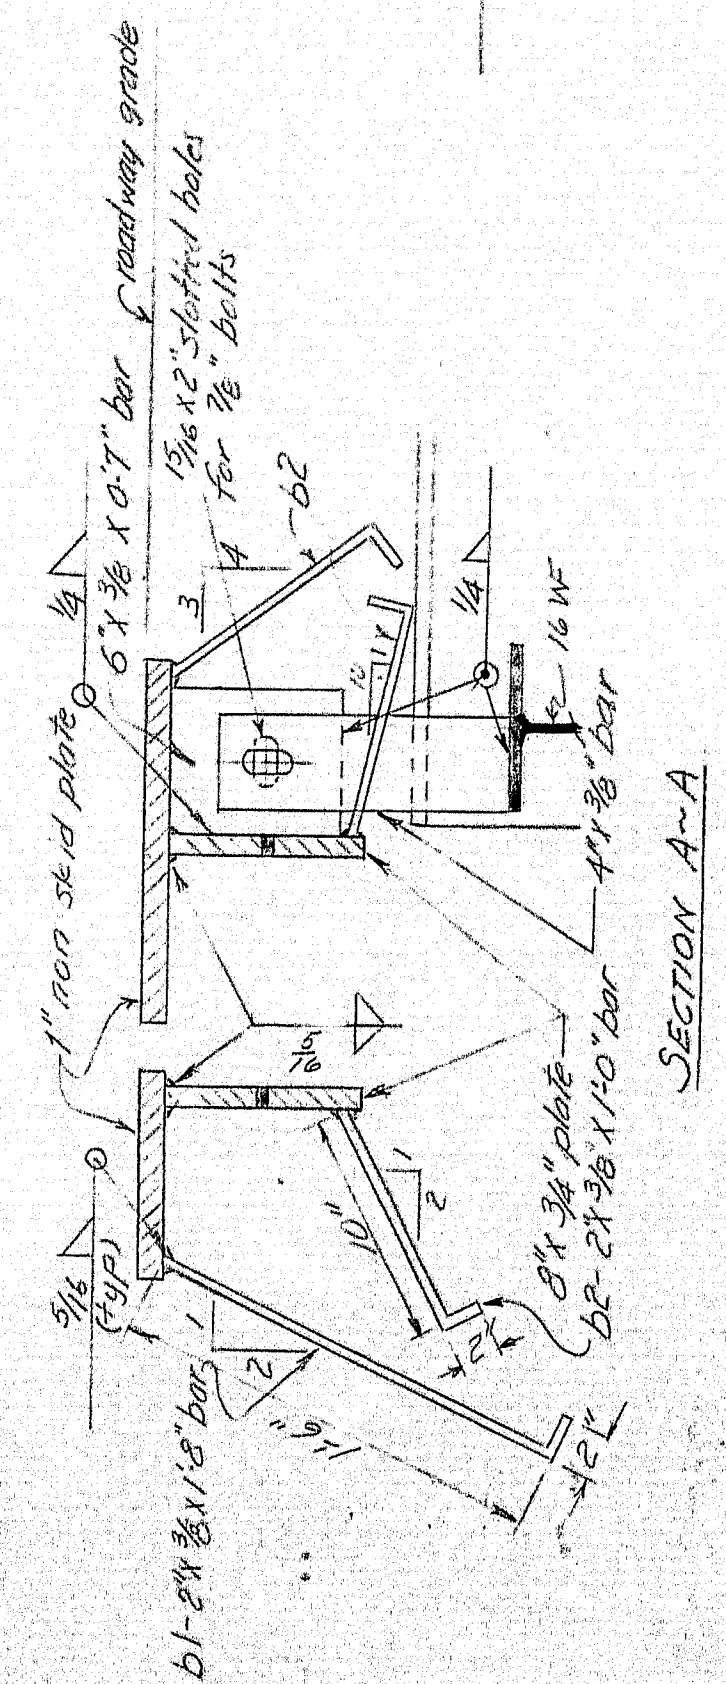 1" non skid plate
1/4
6" X 3/8 X 0'-7" bar
℄ roadway grade
15/16 X 2" slotted holes
for 7/8" bolts
5/16
(typ)
3
4
b2
b1-2" X 3/8 X 1'-8" bar
1
2
5/16
10"
1
2
1'-6"
2"
2"
1/4
16 WF
8" X 3/4" plate
b2-2" X 3/8" X 1'-0" bar
4" X 3/8" bar
SECTION A~A